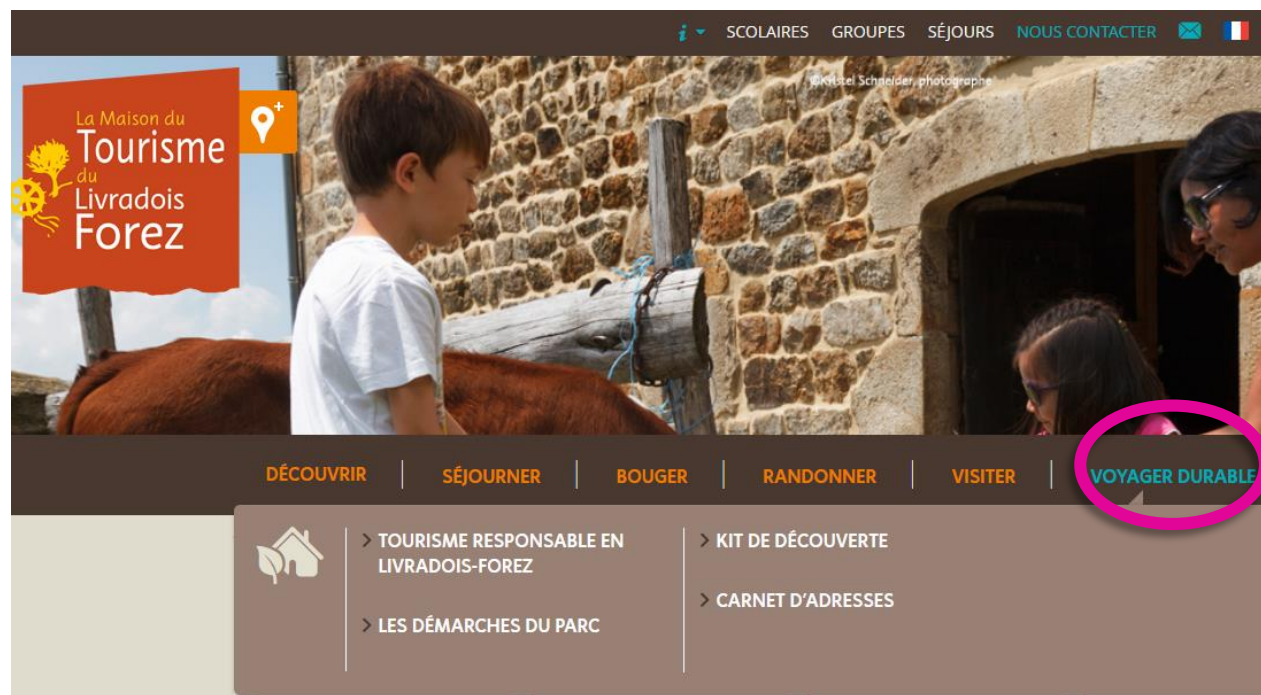 i SCOLAIRES GROUPES SÉJOURS NOUS CONTACTER
©Kristel Schneider, photographe
La Maison du
Tourisme
du
Livradois
Forez
DÉCOUVRIR SÉJOURNER BOUGER RANDONNER VISITER VOYAGER DURABLE
> TOURISME RESPONSABLE EN
LIVRADOIS-FOREZ
> KIT DE DÉCOUVERTE
> CARNET D'ADRESSES
> LES DÉMARCHES DU PARC